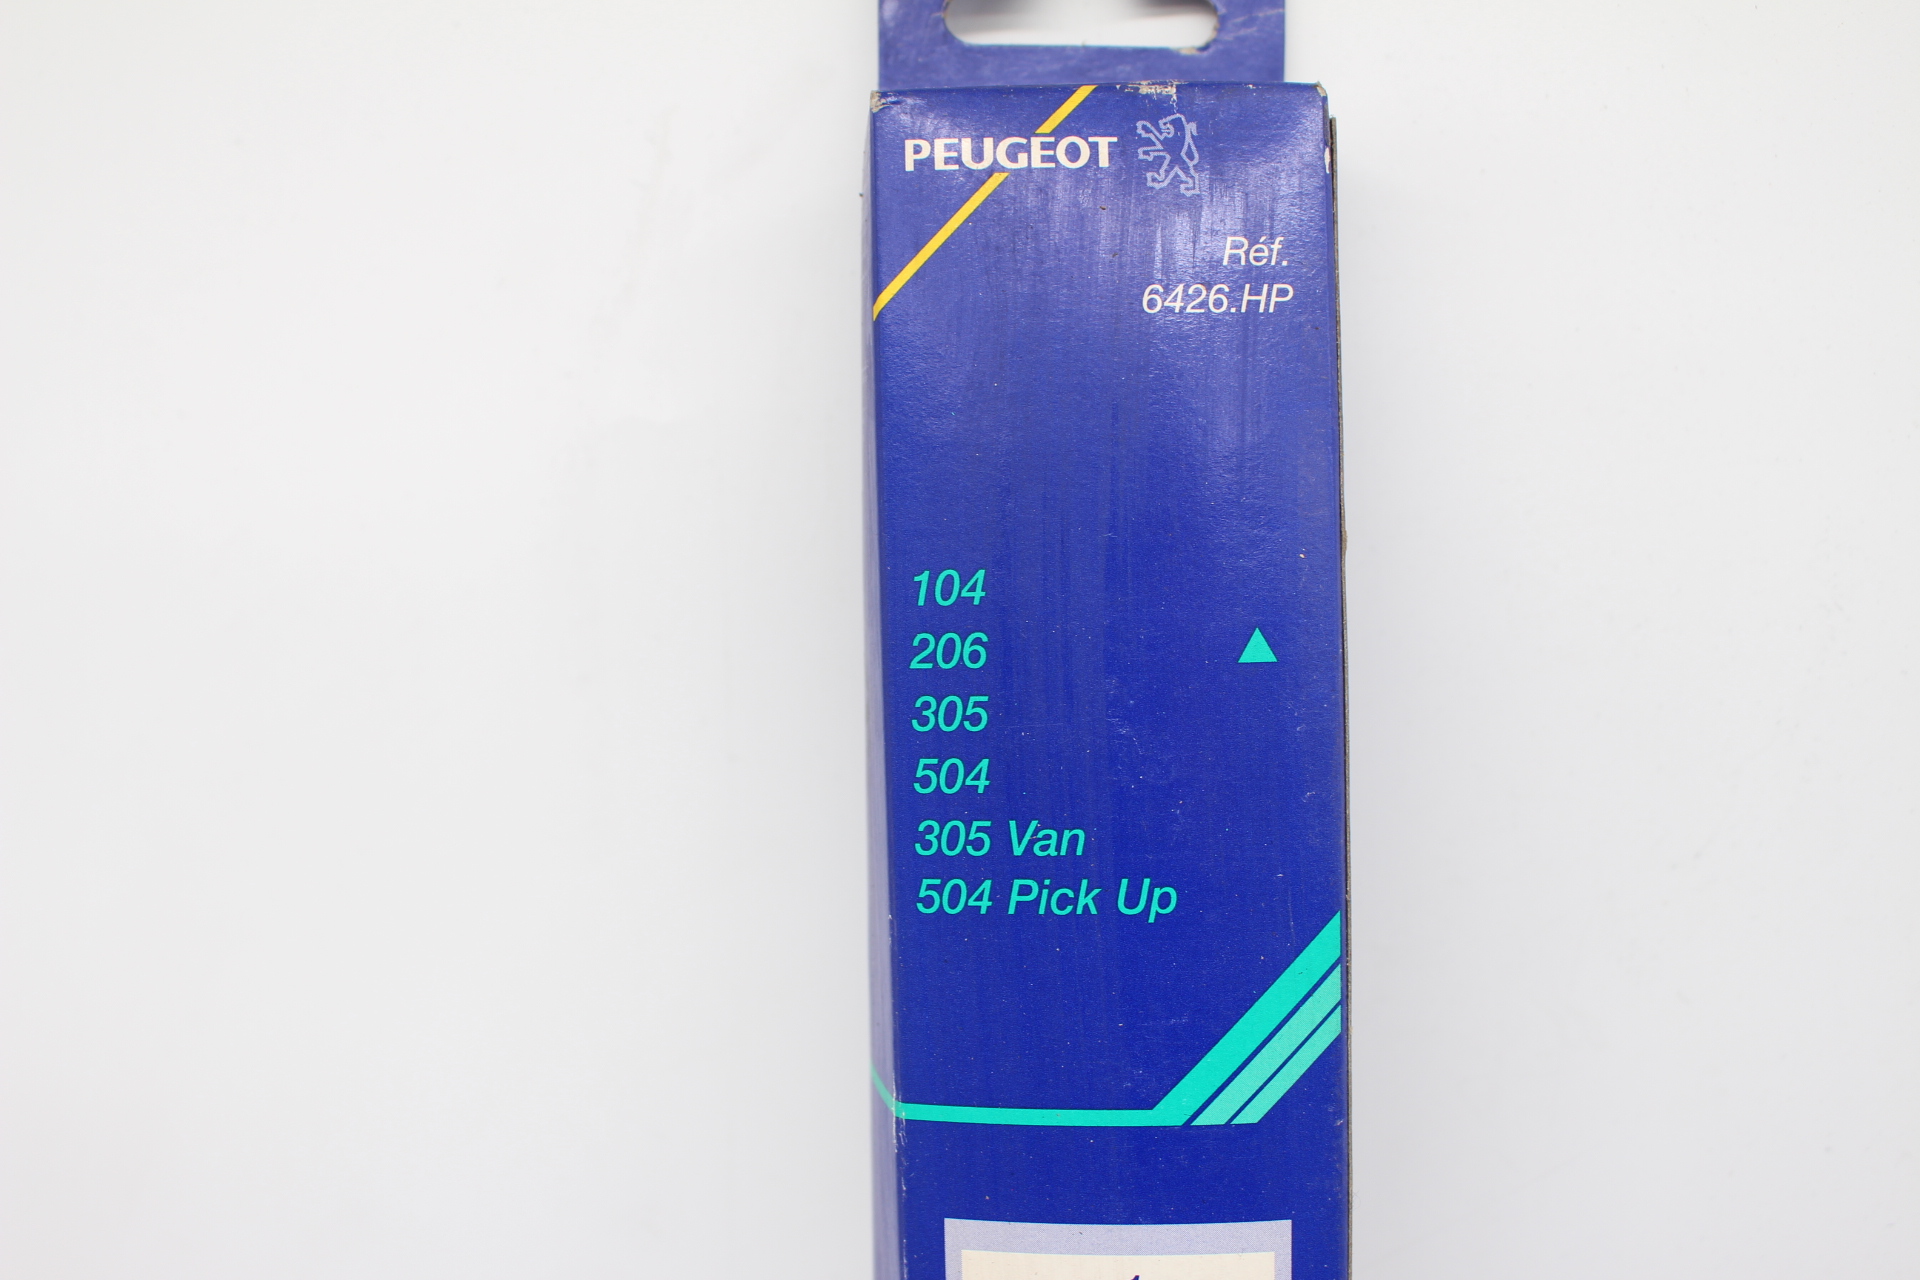 PEUGEOT
Réf.
6426.HP
104
206 ▲
305
504
305 Van
504 Pick Up